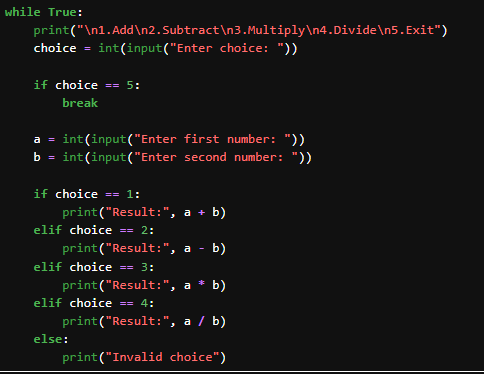 while True:
    print("\n1.Add\n2.Subtract\n3.Multiply\n4.Divide\n5.Exit")
    choice = int(input("Enter choice: "))

    if choice == 5:
        break

    a = int(input("Enter first number: "))
    b = int(input("Enter second number: "))

    if choice == 1:
        print("Result:", a + b)
    elif choice == 2:
        print("Result:", a - b)
    elif choice == 3:
        print("Result:", a * b)
    elif choice == 4:
        print("Result:", a / b)
    else:
        print("Invalid choice")